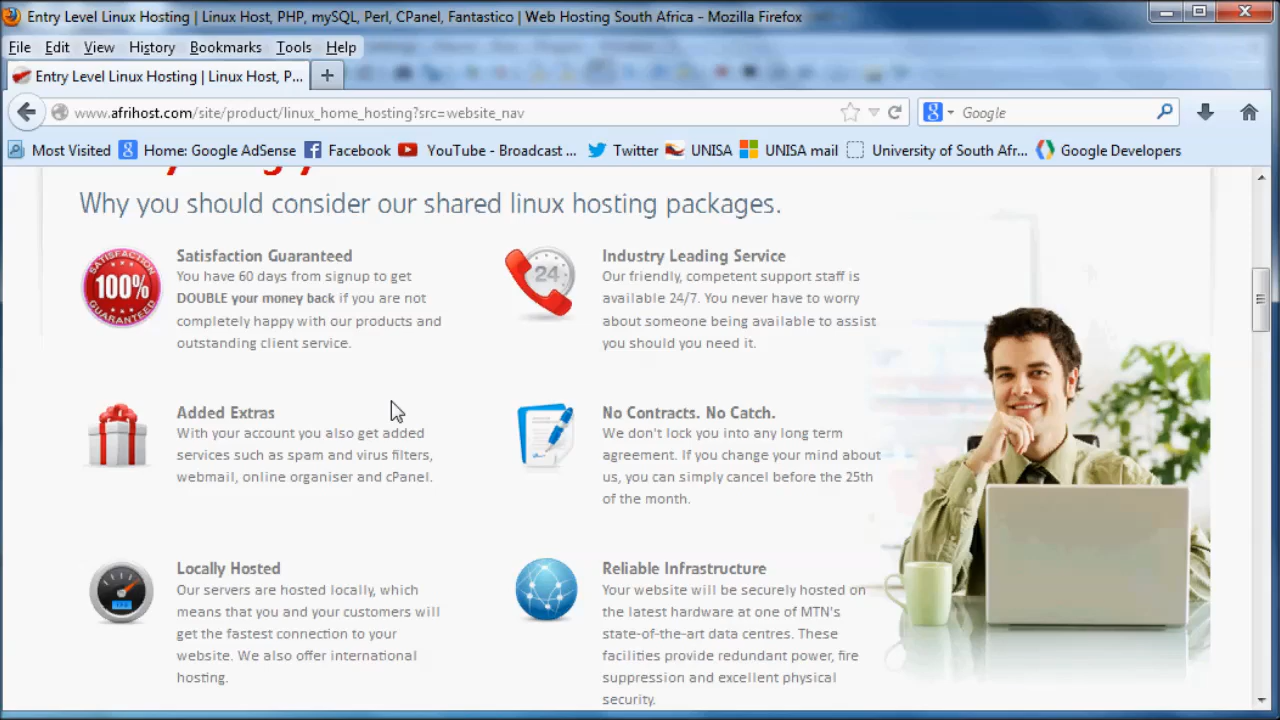 Entry Level Linux Hosting | Linux Host, PHP, mySQL, Perl, CPanel, Fantastico | Web Hosting South Africa - Mozilla Firefox
File Edit View History Bookmarks Tools Help
Entry Level Linux Hosting | Linux Host, P...
www.afrihost.com/site/product/linux_home_hosting?src=website_nav
Google
Most Visited Home: Google AdSense Facebook YouTube - Broadcast ... Twitter UNISA UNISA mail University of South Afr... Google Developers
Why you should consider our shared linux hosting packages.
SATISFACTION
100%
GUARANTEED
Satisfaction Guaranteed
You have 60 days from signup to get
DOUBLE your money back if you are not
completely happy with our products and
outstanding client service.
24
Industry Leading Service
Our friendly, competent support staff is
available 24/7. You never have to worry
about someone being available to assist
you should you need it.
Added Extras
With your account you also get added
services such as spam and virus filters,
webmail, online organiser and cPanel.
No Contracts. No Catch.
We don't lock you into any long term
agreement. If you change your mind about
us, you can simply cancel before the 25th
of the month.
Locally Hosted
Our servers are hosted locally, which
means that you and your customers will
get the fastest connection to your
website. We also offer international
hosting.
Reliable Infrastructure
Your website will be securely hosted on
the latest hardware at one of MTN's
state-of-the-art data centres. These
facilities provide redundant power, fire
suppression and excellent physical
security.